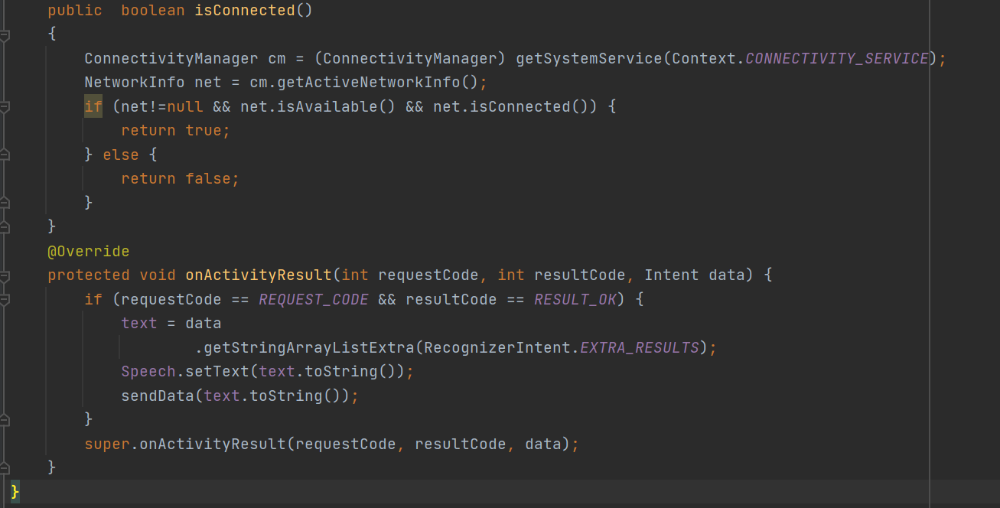 public  boolean isConnected()
{
    ConnectivityManager cm = (ConnectivityManager) getSystemService(Context.CONNECTIVITY_SERVICE);
    NetworkInfo net = cm.getActiveNetworkInfo();
    if (net!=null && net.isAvailable() && net.isConnected()) {
        return true;
    } else {
        return false;
    }
}
@Override
protected void onActivityResult(int requestCode, int resultCode, Intent data) {
    if (requestCode == REQUEST_CODE && resultCode == RESULT_OK) {
        text = data
                .getStringArrayListExtra(RecognizerIntent.EXTRA_RESULTS);
        Speech.setText(text.toString());
        sendData(text.toString());
    }
    super.onActivityResult(requestCode, resultCode, data);
}
}